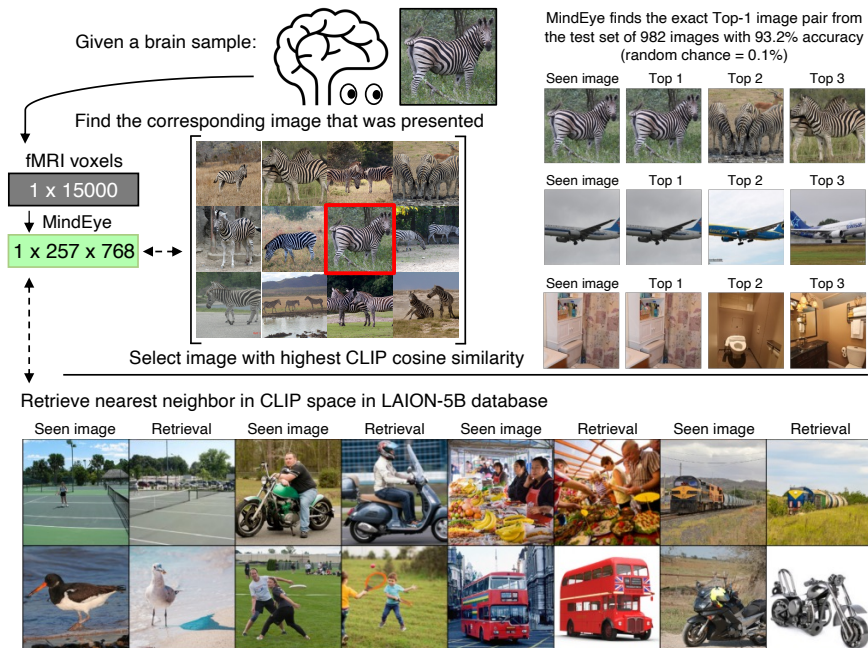 Given a brain sample:
Find the corresponding image that was presented
fMRI voxels
1 x 15000
MindEye
1 x 257 x 768
Select image with highest CLIP cosine similarity
MindEye finds the exact Top-1 image pair from
the test set of 982 images with 93.2% accuracy
(random chance = 0.1%)
Seen image Top 1 Top 2 Top 3
Seen image Top 1 Top 2 Top 3
Seen image Top 1 Top 2 Top 3
Retrieve nearest neighbor in CLIP space in LAION-5B database
Seen image Retrieval Seen image Retrieval Seen image Retrieval Seen image Retrieval